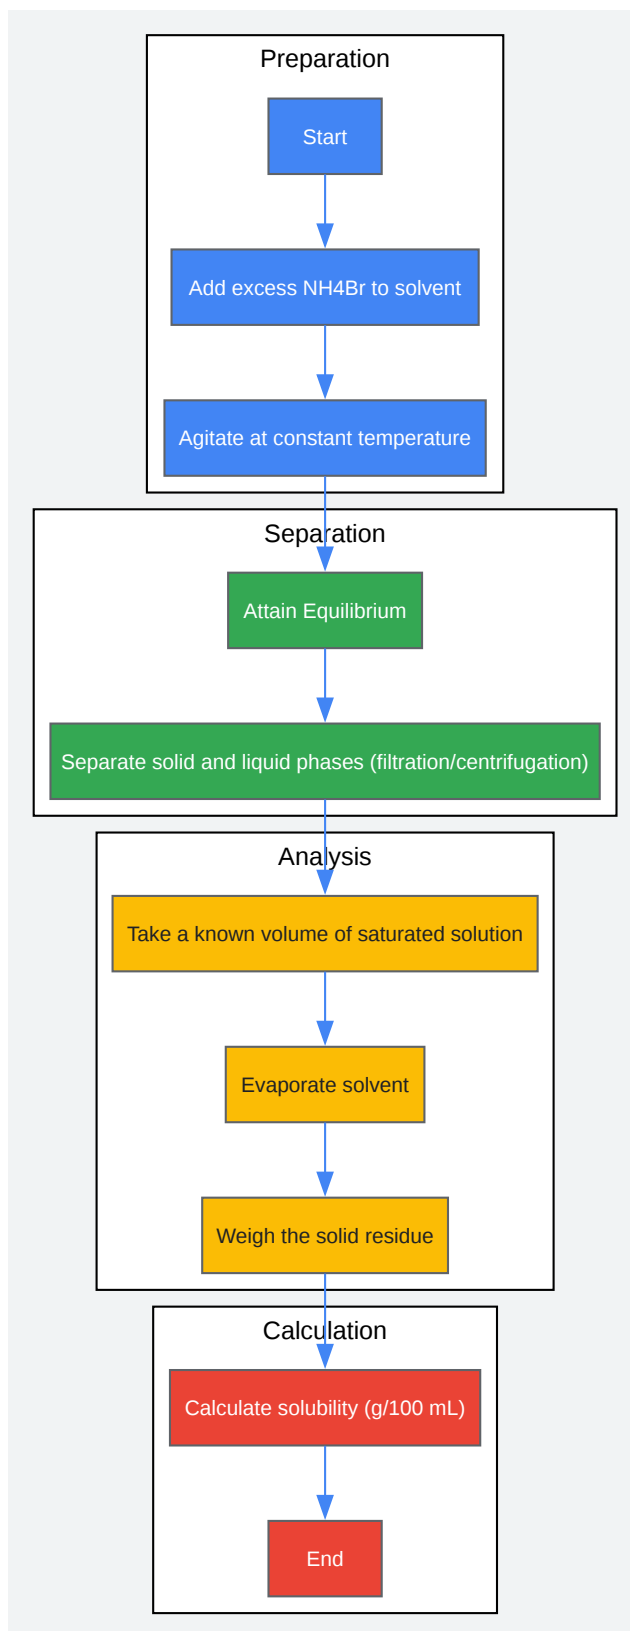 Preparation
Start
Add excess NH4Br to solvent
Agitate at constant temperature
Separation
Attain Equilibrium
Separate solid and liquid phases (filtration/centrifugation)
Analysis
Take a known volume of saturated solution
Evaporate solvent
Weigh the solid residue
Calculation
Calculate solubility (g/100 mL)
End